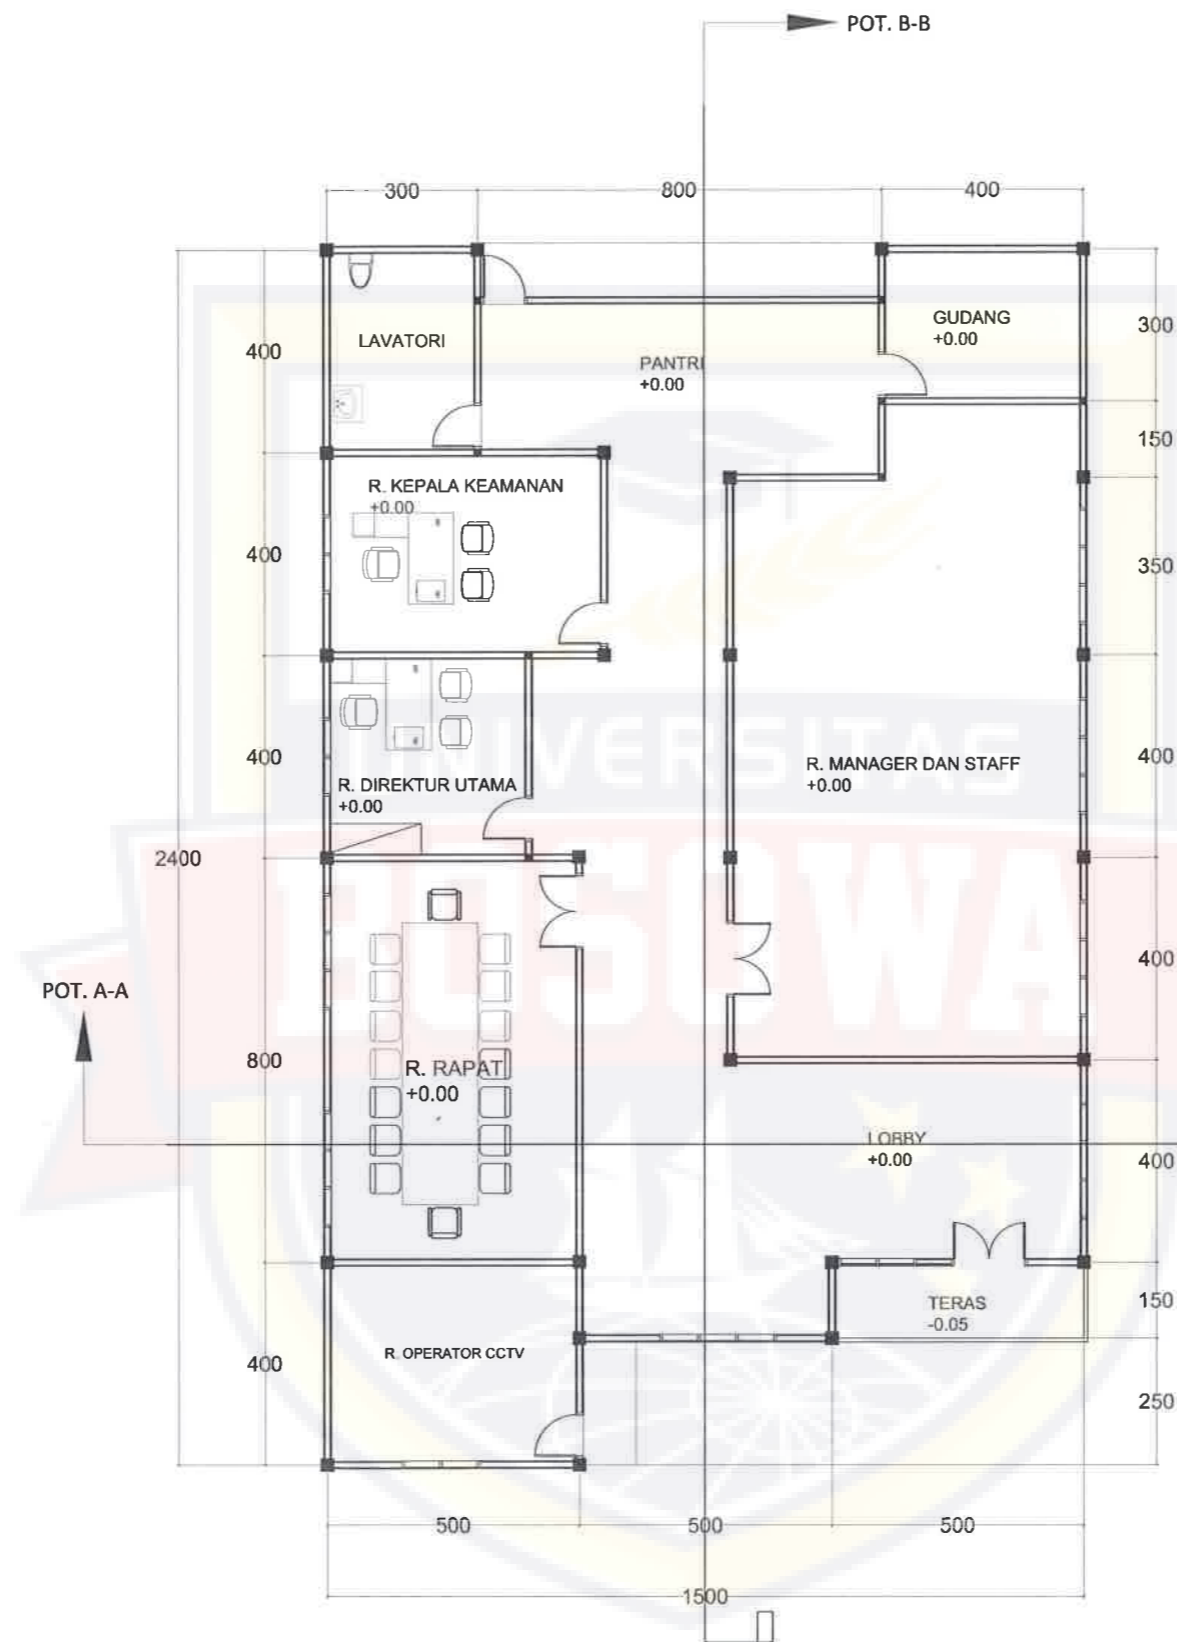 POT. B-B
300
800
400
LAVATORI
GUDANG
+0.00
400
300
PANTRI
+0.00
150
R. KEPALA KEAMANAN
+0.00
400
350
UNIVERSITAS
R. DIREKTUR UTAMA
+0.00
400
R. MANAGER DAN STAFF
+0.00
400
2400
BOSOWA
400
POT. A-A
800
R. RAPAT
+0.00
LOBBY
+0.00
400
TERAS
-0.05
150
R. OPERATOR CCTV
400
250
500
500
500
1500